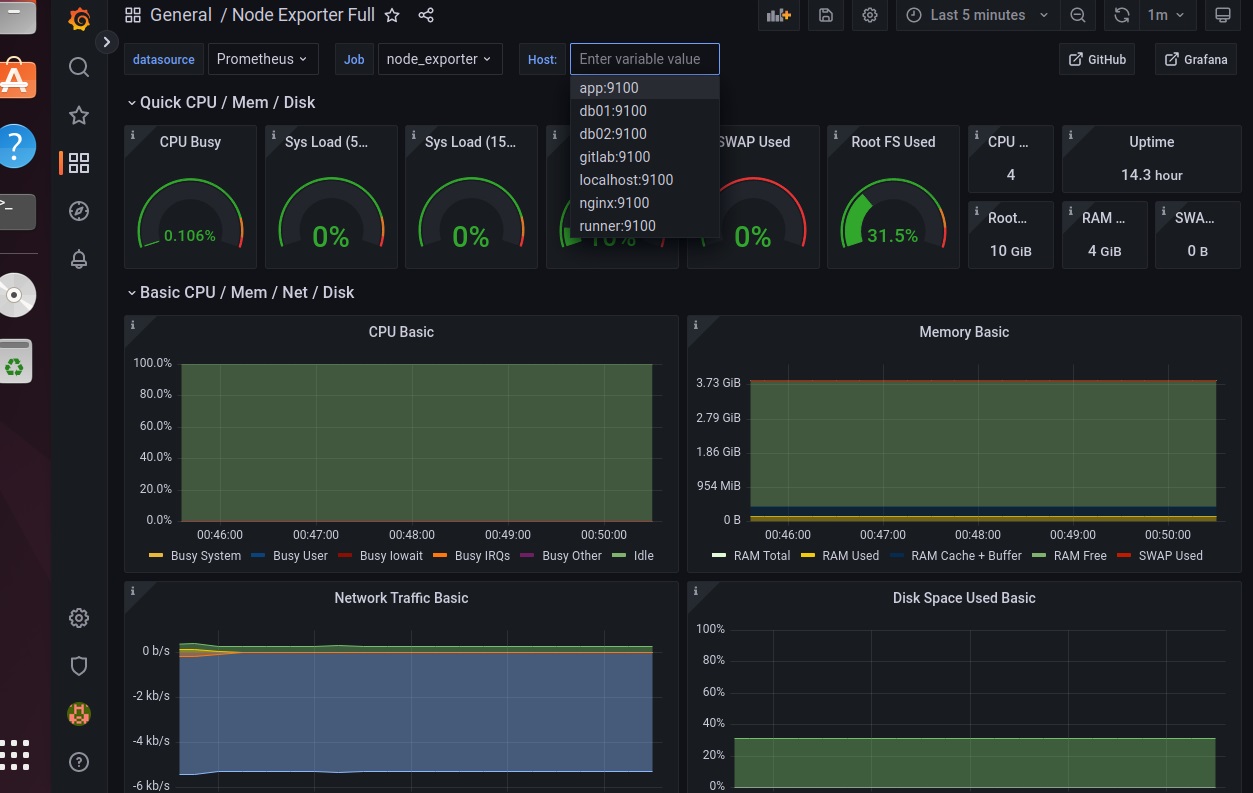 General / Node Exporter Full
Last 5 minutes
1m
datasource Prometheus Job node_exporter Host: Enter variable value GitHub Grafana
app:9100
db01:9100
db02:9100
gitlab:9100
localhost:9100
nginx:9100
runner:9100
Quick CPU / Mem / Disk
CPU Busy
0.106%
Sys Load (5...
0%
Sys Load (15...
0%
SWAP Used
0%
Root FS Used
31.5%
CPU ...
4
Uptime
14.3 hour
Root...
10 GiB
RAM ...
4 GiB
SWA...
0 B
Basic CPU / Mem / Net / Disk
CPU Basic
100.0%
80.0%
60.0%
40.0%
20.0%
0.0%
00:46:00 00:47:00 00:48:00 00:49:00 00:50:00
Busy System Busy User Busy Iowait Busy IRQs Busy Other Idle
Memory Basic
3.73 GiB
2.79 GiB
1.86 GiB
954 MiB
0 B
00:46:00 00:47:00 00:48:00 00:49:00 00:50:00
RAM Total RAM Used RAM Cache + Buffer RAM Free SWAP Used
Network Traffic Basic
0 b/s
-2 kb/s
-4 kb/s
-6 kb/s
Disk Space Used Basic
100%
80%
60%
40%
20%
0%